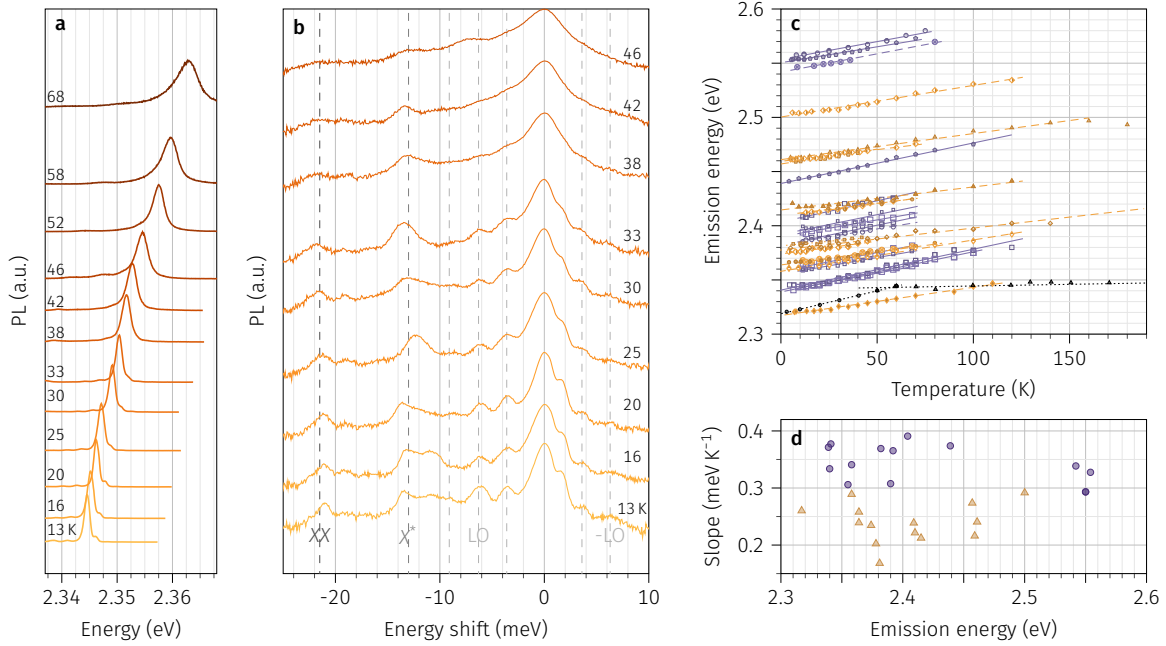 a
68
58
52
46
42
38
33
30
25
20
16
13 K
PL (a.u.)
2.34
2.35
2.36
Energy (eV)
b
46
42
38
33
30
25
20
16
13 K
XX
X*
LO
-LO
PL (a.u.)
-20
-10
0
10
Energy shift (meV)
c
2.6
2.5
2.4
2.3
Emission energy (eV)
0
50
100
150
Temperature (K)
d
0.4
0.3
0.2
Slope (meV K⁻¹)
2.3
2.4
2.5
2.6
Emission energy (eV)